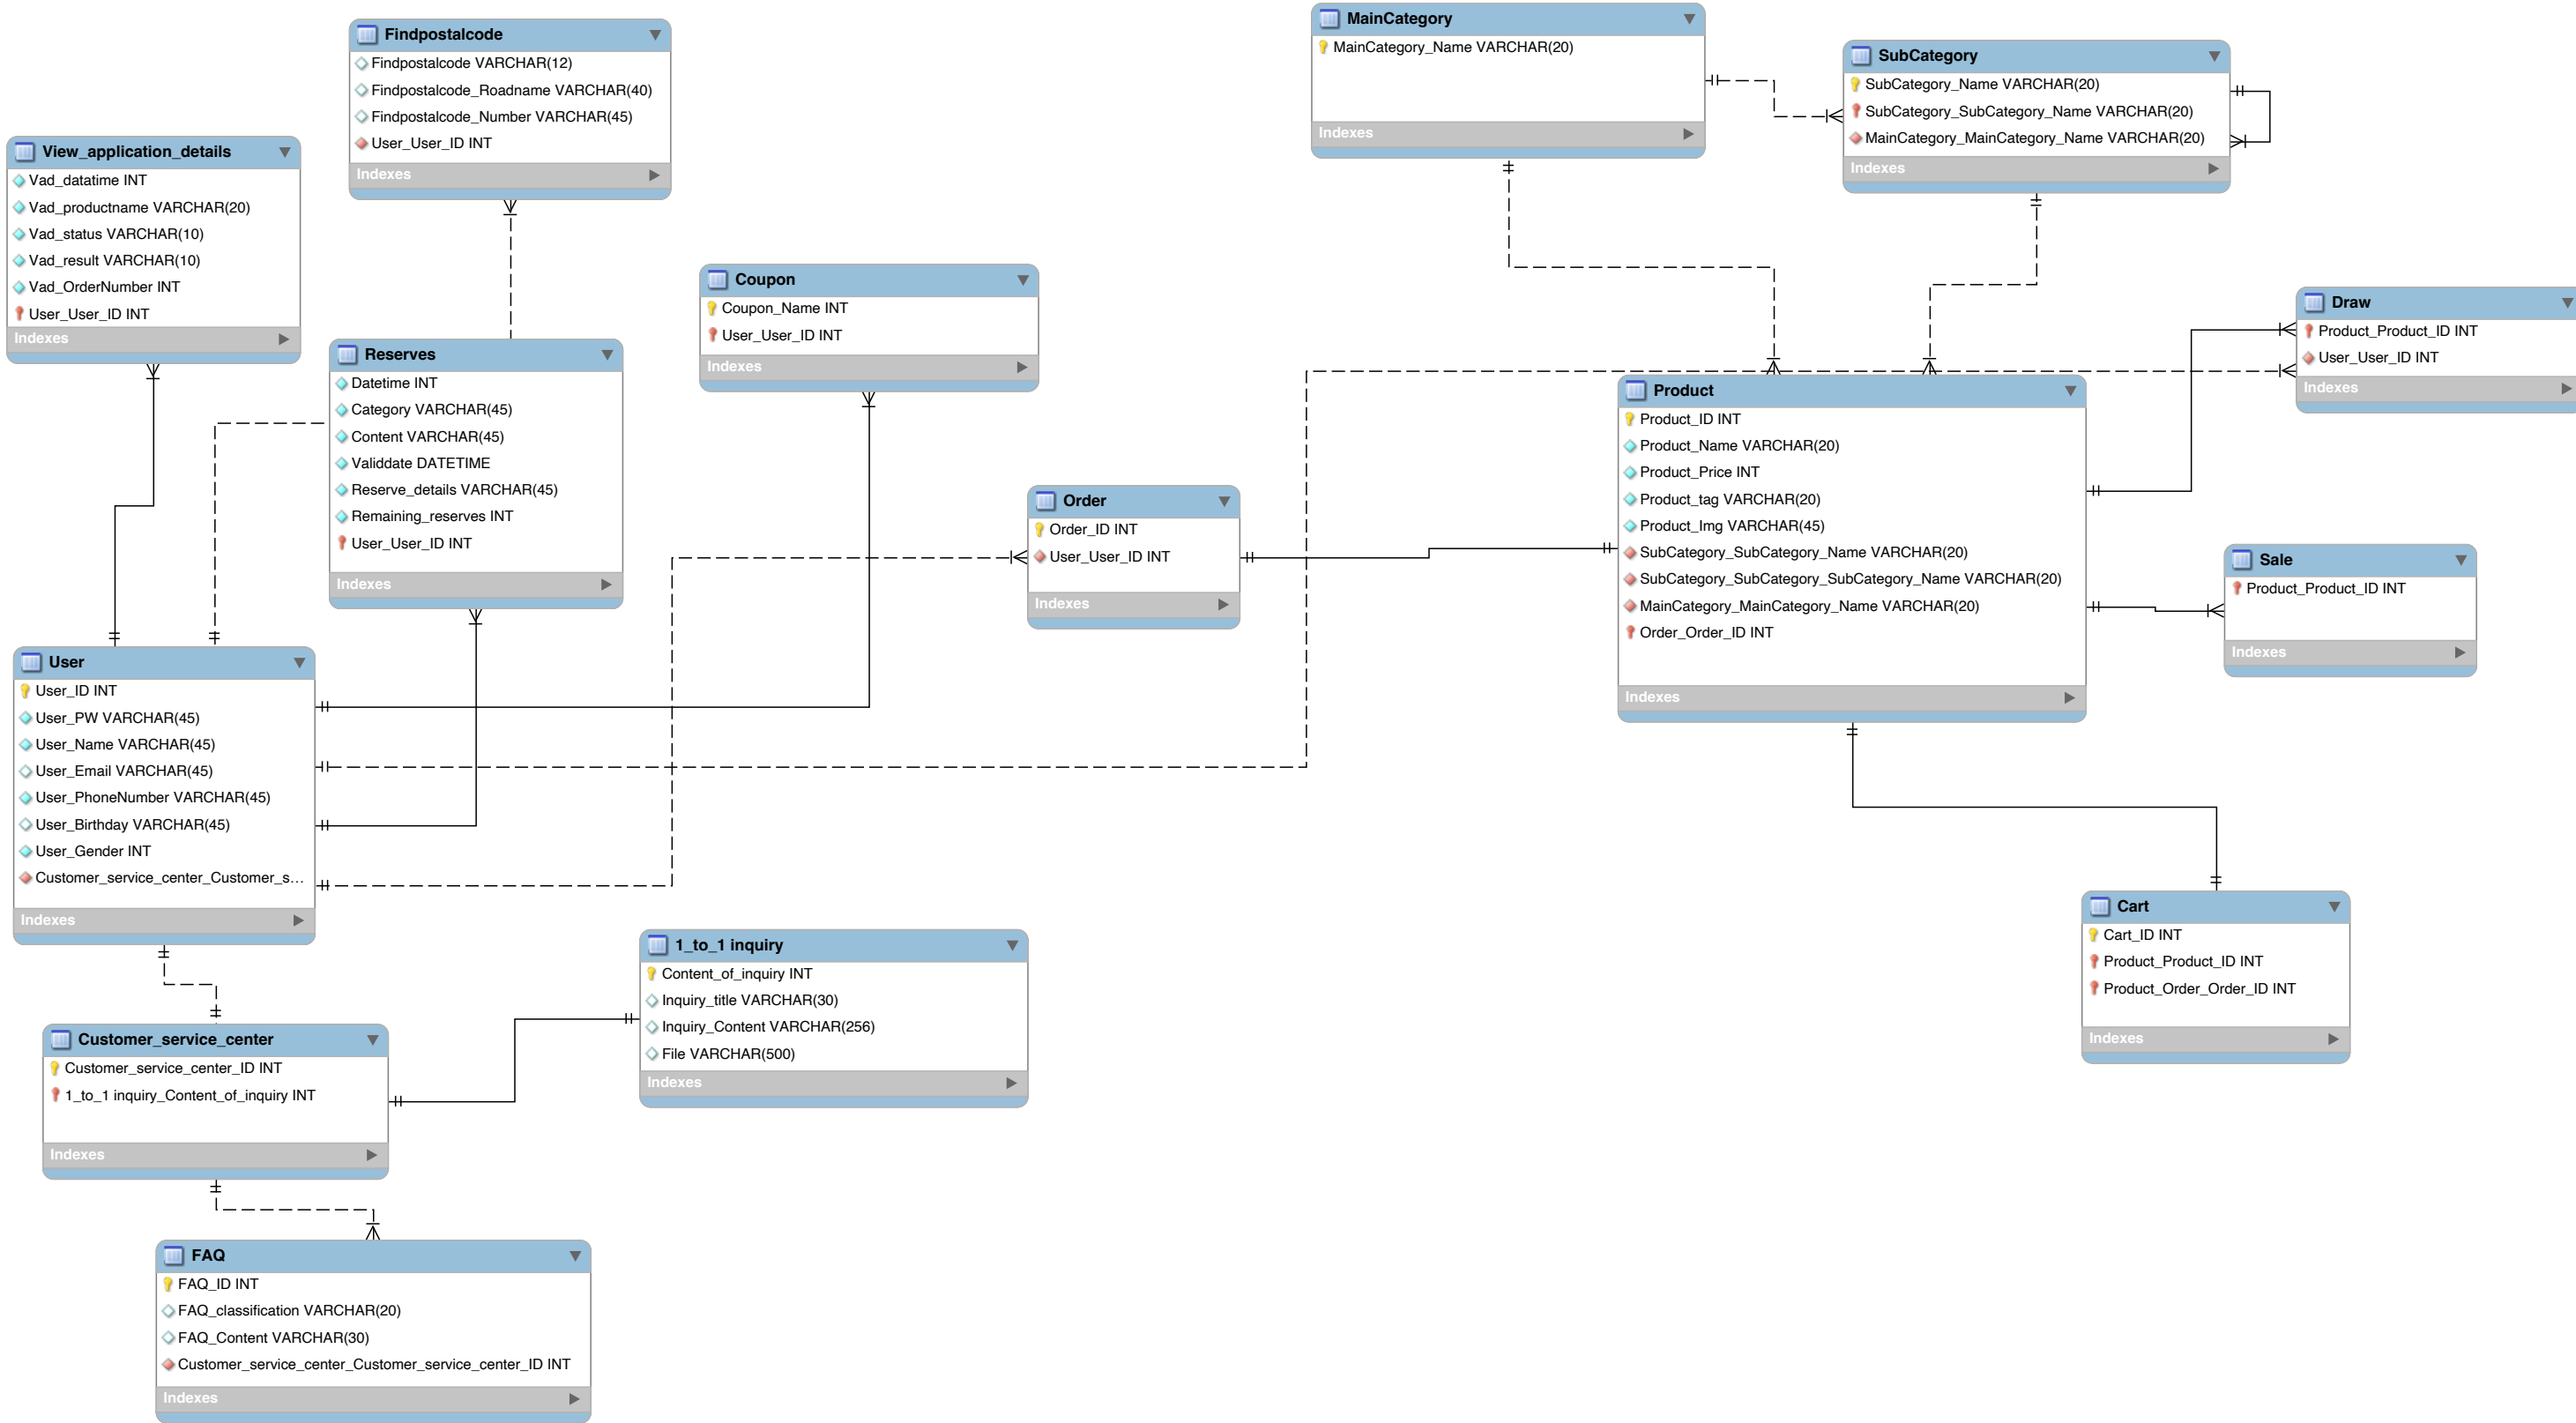 Findpostalcode
Findpostalcode VARCHAR(12)
Findpostalcode_Roadname VARCHAR(40)
Findpostalcode_Number VARCHAR(45)
User_User_ID INT
Indexes
MainCategory
MainCategory_Name VARCHAR(20)
Indexes
SubCategory
SubCategory_Name VARCHAR(20)
SubCategory_SubCategory_Name VARCHAR(20)
MainCategory_MainCategory_Name VARCHAR(20)
Indexes
View_application_details
Vad_datatime INT
Vad_productname VARCHAR(20)
Vad_status VARCHAR(10)
Vad_result VARCHAR(10)
Vad_OrderNumber INT
User_User_ID INT
Indexes
Coupon
Coupon_Name INT
User_User_ID INT
Indexes
Draw
Product_Product_ID INT
User_User_ID INT
Indexes
Reserves
Datetime INT
Category VARCHAR(45)
Content VARCHAR(45)
Validdate DATETIME
Reserve_details VARCHAR(45)
Remaining_reserves INT
User_User_ID INT
Indexes
Product
Product_ID INT
Product_Name VARCHAR(20)
Product_Price INT
Product_tag VARCHAR(20)
Product_Img VARCHAR(45)
SubCategory_SubCategory_Name VARCHAR(20)
SubCategory_SubCategory_SubCategory_Name VARCHAR(20)
MainCategory_MainCategory_Name VARCHAR(20)
Order_Order_ID INT
Indexes
Order
Order_ID INT
User_User_ID INT
Indexes
Sale
Product_Product_ID INT
Indexes
User
User_ID INT
User_PW VARCHAR(45)
User_Name VARCHAR(45)
User_Email VARCHAR(45)
User_PhoneNumber VARCHAR(45)
User_Birthday VARCHAR(45)
User_Gender INT
Customer_service_center_Customer_s...
Indexes
Cart
Cart_ID INT
Product_Product_ID INT
Product_Order_Order_ID INT
Indexes
1_to_1 inquiry
Content_of_inquiry INT
Inquiry_title VARCHAR(30)
Inquiry_Content VARCHAR(256)
File VARCHAR(500)
Indexes
Customer_service_center
Customer_service_center_ID INT
1_to_1 inquiry_Content_of_inquiry INT
Indexes
FAQ
FAQ_ID INT
FAQ_classification VARCHAR(20)
FAQ_Content VARCHAR(30)
Customer_service_center_Customer_service_center_ID INT
Indexes